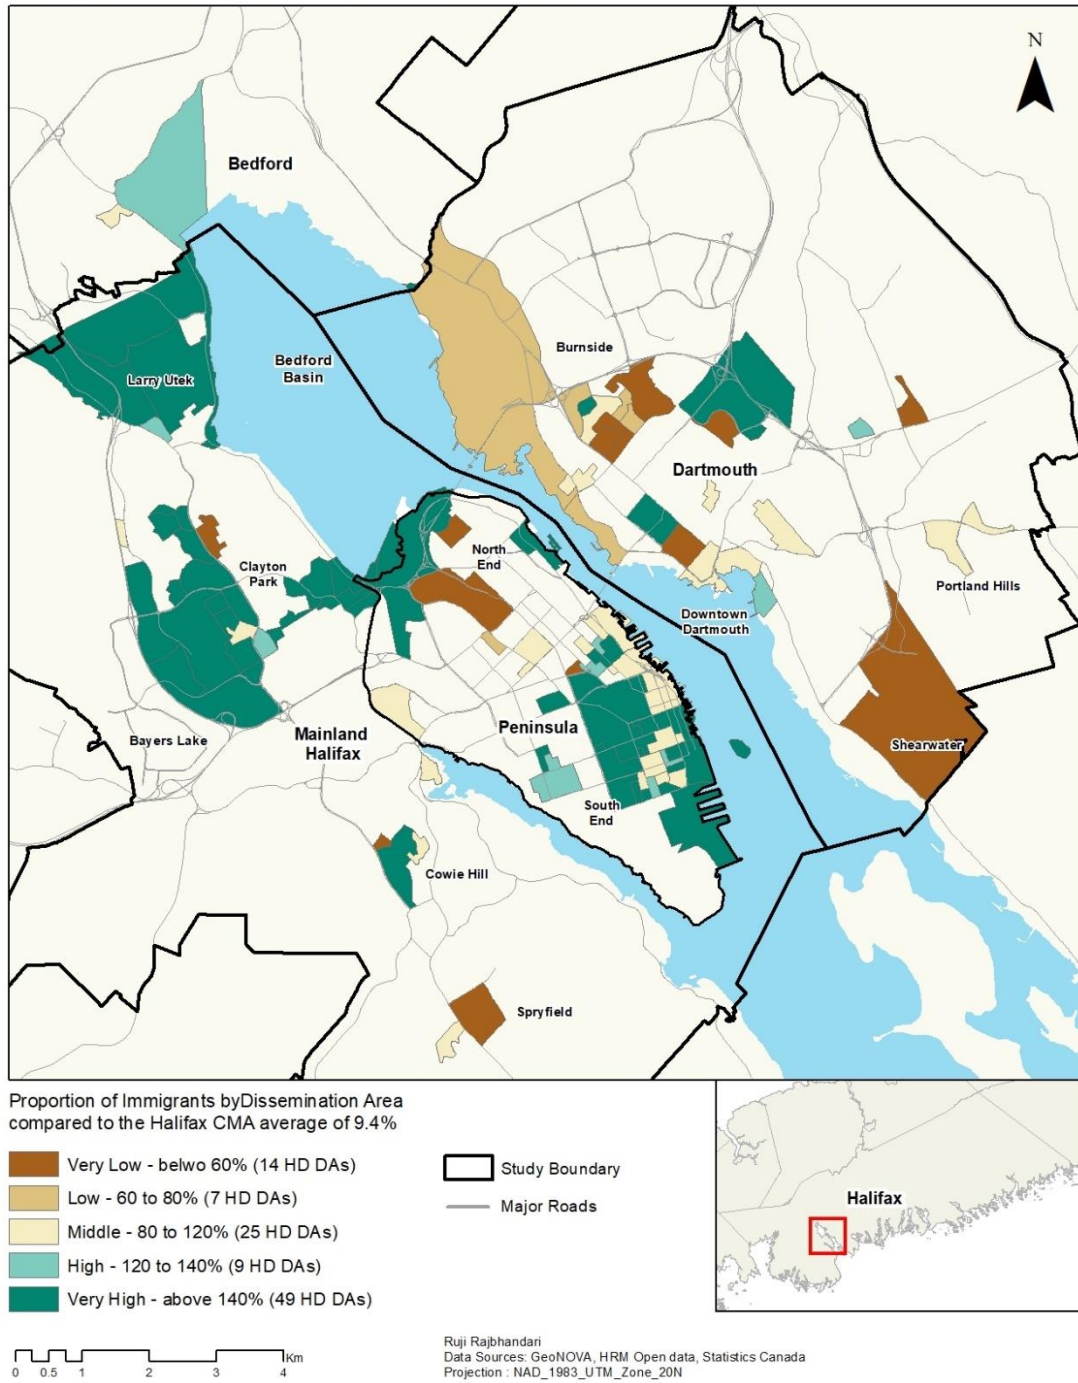 N
Bedford
Bedford
Basin
Larry Utek
Burnside
Dartmouth
Clayton
Park
North
End
Downtown
Dartmouth
Portland Hills
Bayers Lake
Mainland
Halifax
Peninsula
Shearwater
South
End
Cowie Hill
Spryfield
Proportion of Immigrants byDissemination Area
compared to the Halifax CMA average of 9.4%
Very Low - belwo 60% (14 HD DAs)
Low - 60 to 80% (7 HD DAs)
Middle - 80 to 120% (25 HD DAs)
High - 120 to 140% (9 HD DAs)
Very High - above 140% (49 HD DAs)
Study Boundary
Major Roads
Halifax
Km
0 0.5 1 2 3 4
Ruji Rajbhandari
Data Sources: GeoNOVA, HRM Open data, Statistics Canada
Projection : NAD_1983_UTM_Zone_20N